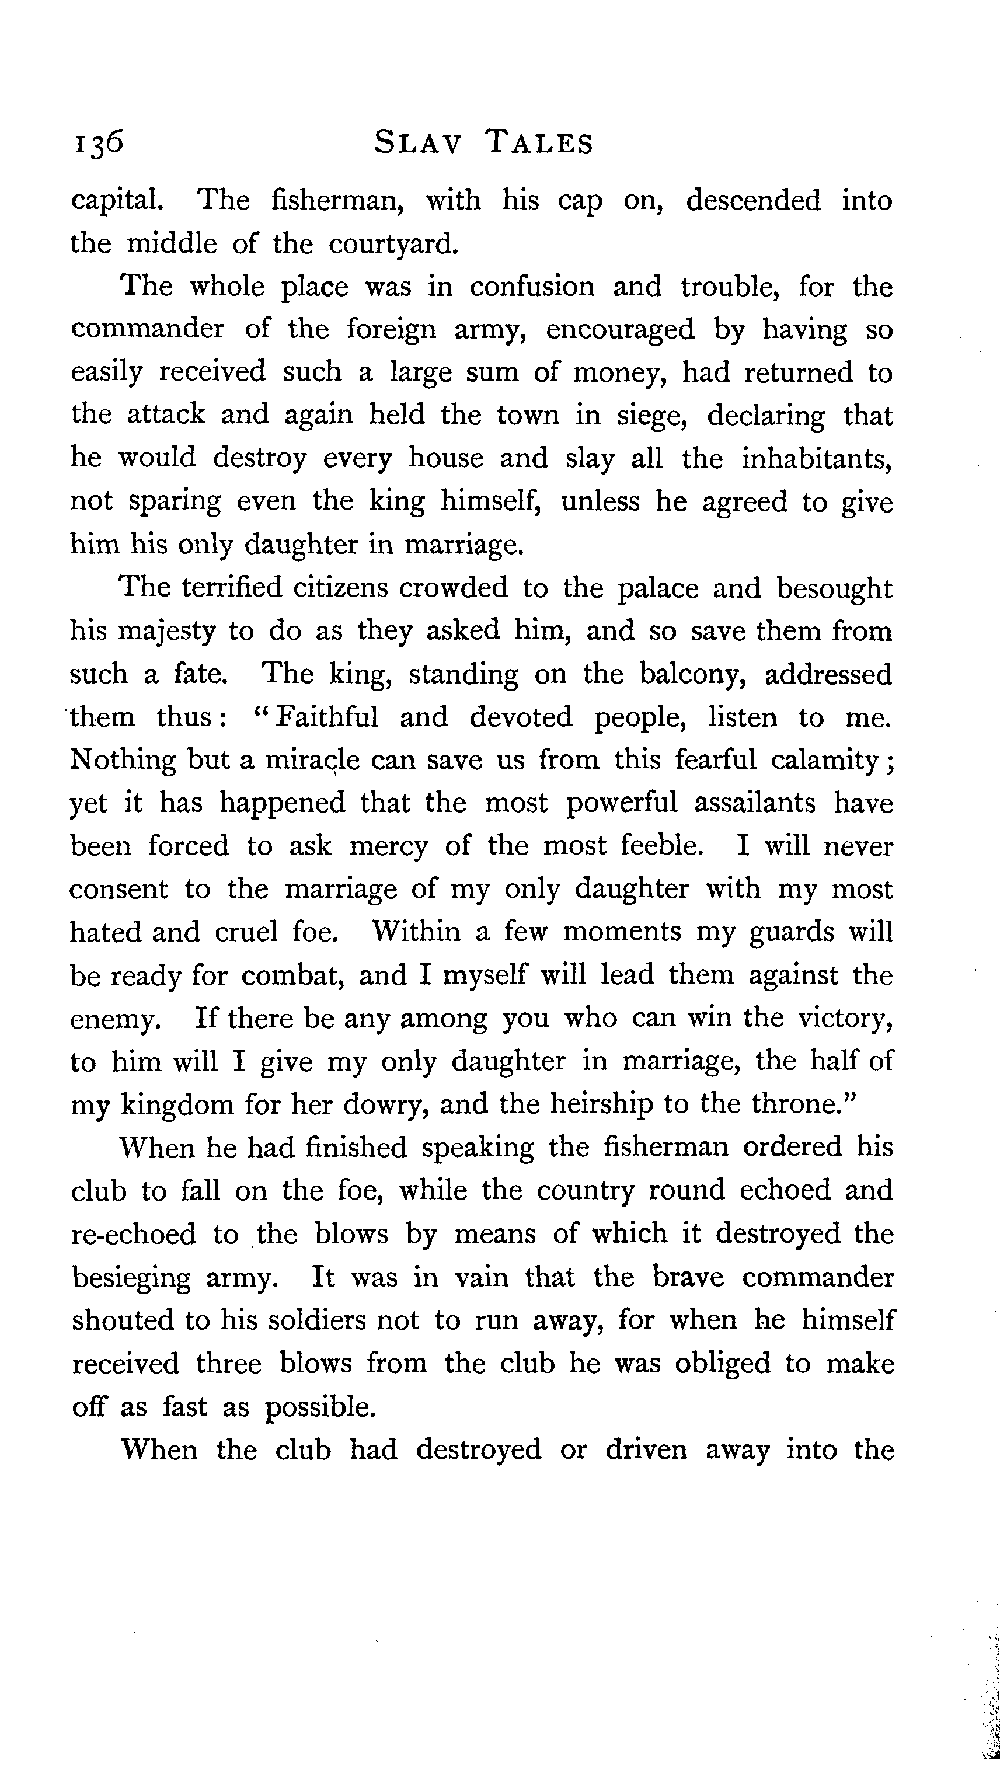 136 SLAV TALES
capital. The fisherman, with his cap on, descended into
the middle of the courtyard.
The whole place was in confusion and trouble, for the
commander of the foreign army, encouraged by having so
easily received such a large sum of money, had returned to
the attack and again held the town in siege, declaring that
he would destroy every house and slay all the inhabitants,
not sparing even the king himself, unless he agreed to give
him his only daughter in marriage.
The terrified citizens crowded to the palace and besought
his majesty to do as they asked him, and so save them from
such a fate. The king, standing on the balcony, addressed
them thus: "Faithful and devoted people, listen to me.
Nothing but a miracle can save us from this fearful calamity;
yet it has happened that the most powerful assailants have
been forced to ask mercy of the most feeble. I will never
consent to the marriage of my only daughter with my most
hated and cruel foe. Within a few moments my guards will
be ready for combat, and I myself will lead them against the
enemy. If there be any among you who can win the victory,
to him will I give my only daughter in marriage, the half of
my kingdom for her dowry, and the heirship to the throne."
When he had finished speaking the fisherman ordered his
club to fall on the foe, while the country round echoed and
re-echoed to the blows by means of which it destroyed the
besieging army. It was in vain that the brave commander
shouted to his soldiers not to run away, for when he himself
received three blows from the club he was obliged to make
off as fast as possible.
When the club had destroyed or driven away into the